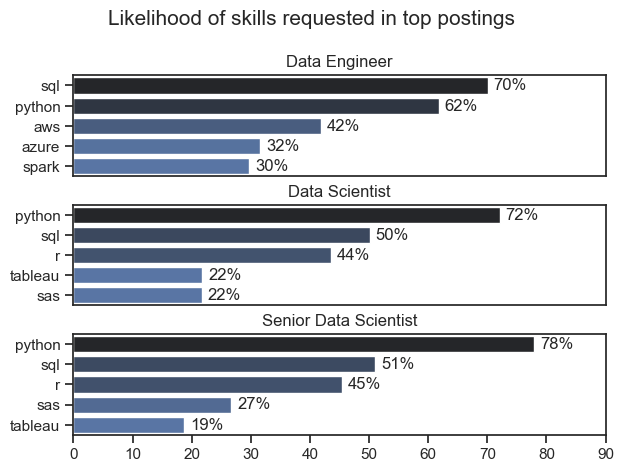 Likelihood of skills requested in top postings
Data Engineer
sql 70%
python 62%
aws 42%
azure 32%
spark 30%
Data Scientist
python 72%
sql 50%
r 44%
tableau 22%
sas 22%
Senior Data Scientist
python 78%
sql 51%
r 45%
sas 27%
tableau 19%
0 10 20 30 40 50 60 70 80 90